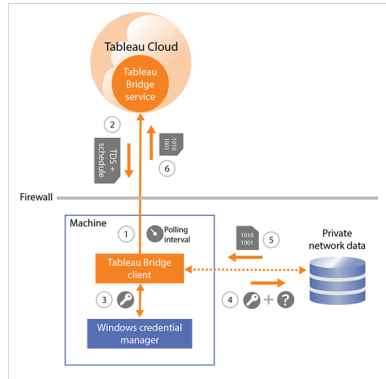 Tableau Cloud
Tableau
Bridge
service
2
TDS +
schedule
1010
1001
6
Firewall
Machine
1
Polling
interval
Tableau Bridge
client
3
Windows credential
manager
1010
1001
5
4
+
?
Private
network data